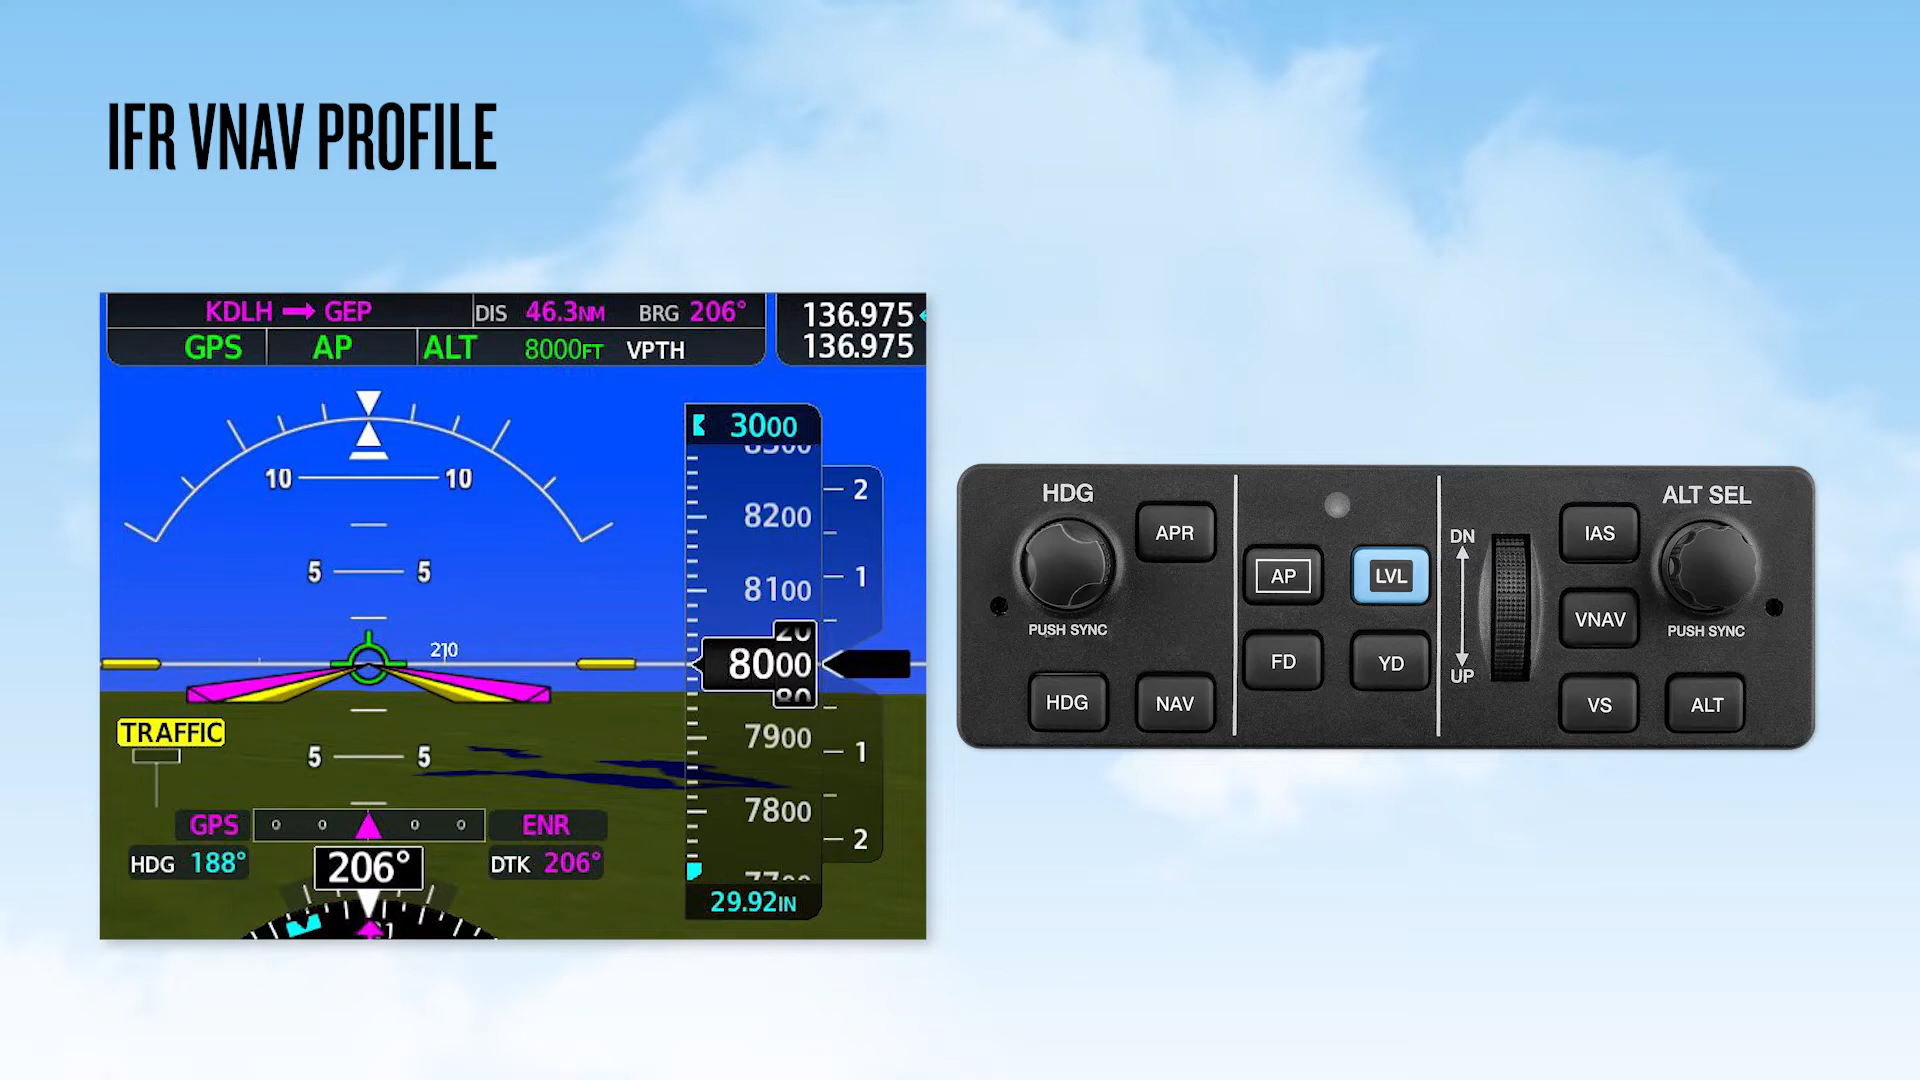 IFR VNAV PROFILE
KDLH → GEP DIS 46.3NM BRG 206° 136.975
GPS AP ALT 8000FT VPTH 136.975
3000
2
10 10
8200
5 5
8100
1
210
20
8000
80
TRAFFIC
7900
5 5
1
7800
2
GPS ENR
HDG 188° 206° DTK 206°
29.92IN
HDG
APR
PUSH SYNC
HDG
NAV
AP
LVL
FD
YD
DN
UP
IAS
VNAV
VS
ALT SEL
PUSH SYNC
ALT